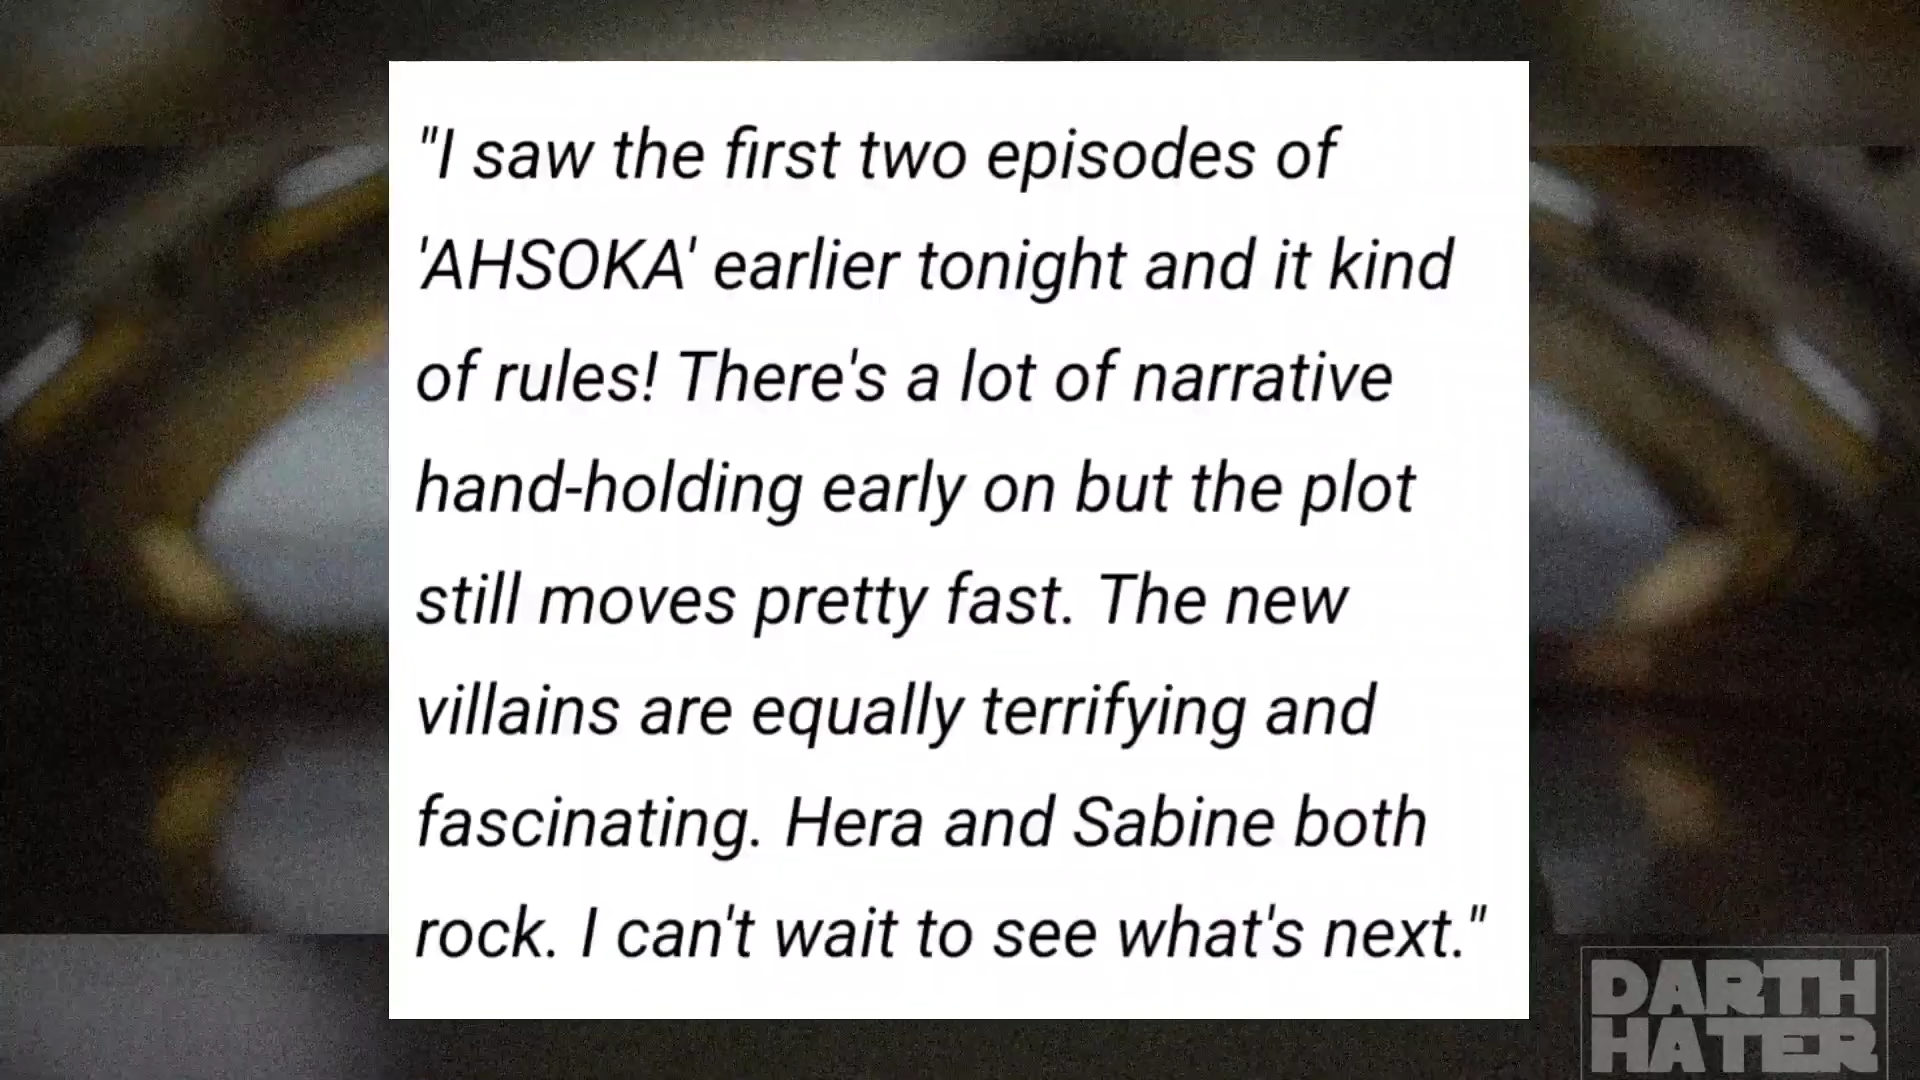 "I saw the first two episodes of
'AHSOKA' earlier tonight and it kind
of rules! There's a lot of narrative
hand-holding early on but the plot
still moves pretty fast. The new
villains are equally terrifying and
fascinating. Hera and Sabine both
rock. I can't wait to see what's next."
DARTH
HATER